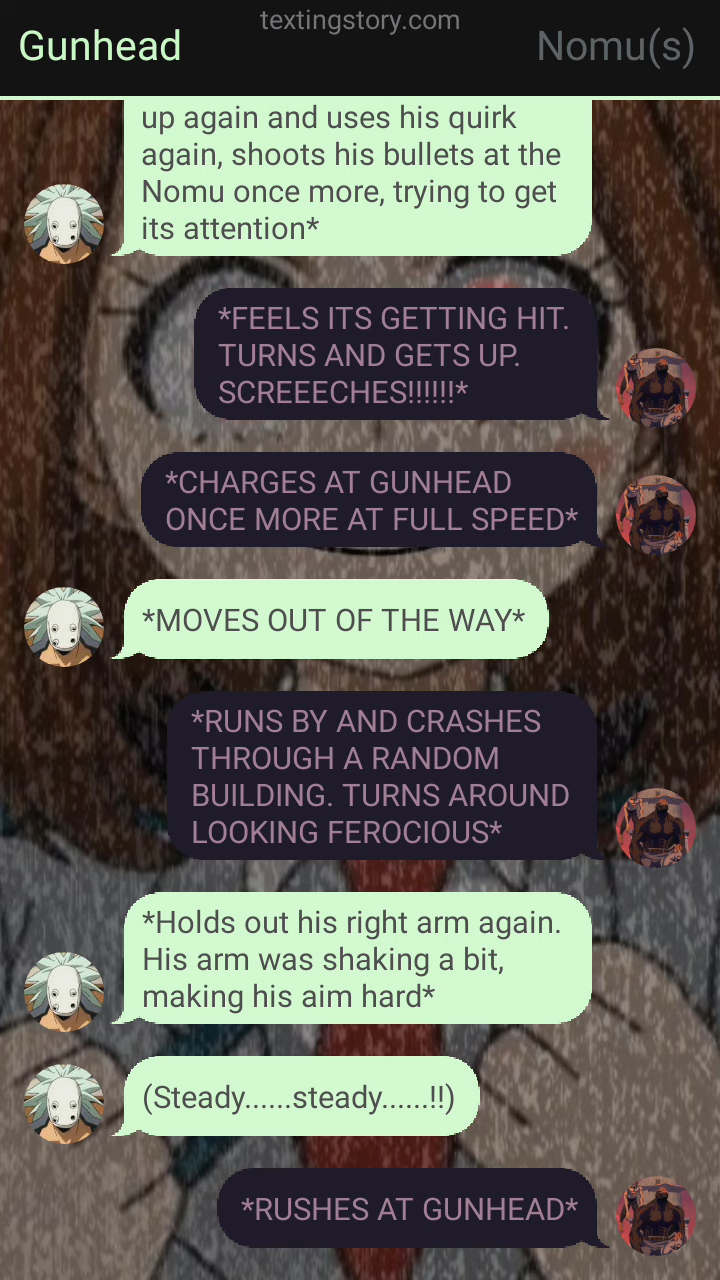 textingstory.com
Gunhead
Nomu(s)
up again and uses his quirk
again, shoots his bullets at the
Nomu once more, trying to get
its attention*
*FEELS ITS GETTING HIT.
TURNS AND GETS UP.
SCREEECHES!!!!!!*
*CHARGES AT GUNHEAD
ONCE MORE AT FULL SPEED*
*MOVES OUT OF THE WAY*
*RUNS BY AND CRASHES
THROUGH A RANDOM
BUILDING. TURNS AROUND
LOOKING FEROCIOUS*
*Holds out his right arm again.
His arm was shaking a bit,
making his aim hard*
(Steady......steady......!!)
*RUSHES AT GUNHEAD*